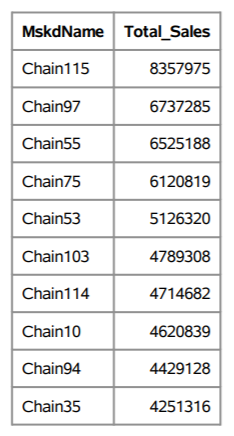 MskdName Total_Sales
Chain115 8357975
Chain97 6737285
Chain55 6525188
Chain75 6120819
Chain53 5126320
Chain103 4789308
Chain114 4714682
Chain10 4620839
Chain94 4429128
Chain35 4251316